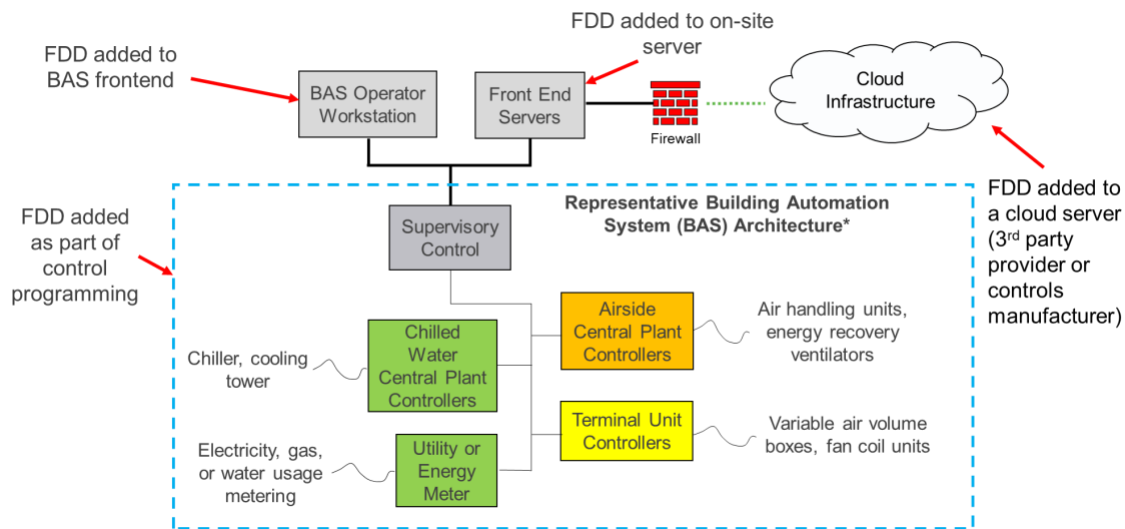 FDD added to
BAS frontend
FDD added to on-site
server
BAS Operator
Workstation
Front End
Servers
Firewall
Cloud
Infrastructure
FDD added to
a cloud server
(3rd party
provider or
controls
manufacturer)
FDD added
as part of
control
programming
Representative Building Automation
System (BAS) Architecture*
Supervisory
Control
Airside
Central Plant
Controllers
Air handling units,
energy recovery
ventilators
Chilled
Water
Central Plant
Controllers
Chiller, cooling
tower
Terminal Unit
Controllers
Variable air volume
boxes, fan coil units
Electricity, gas,
or water usage
metering
Utility or
Energy
Meter